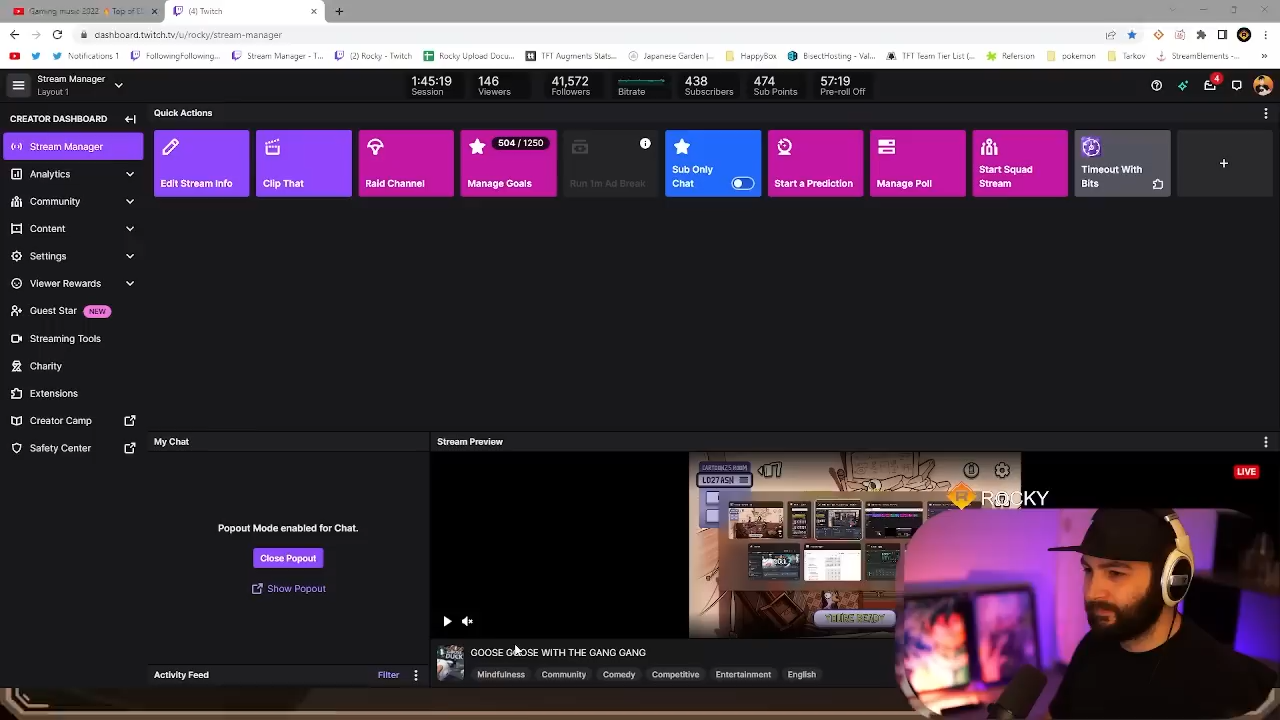 Gaming music 2022 🔥 Top of E
(4) Twitch
dashboard.twitch.tv/u/rocky/stream-manager
Notifications 1
FollowingFollowing...
Stream Manager - T...
(2) Rocky - Twitch
Rocky Upload Docu...
TFT Augments Stats...
Japanese Garden |...
HappyBox
BisectHosting - Billi...
TFT Team Tier List (...
Refersion
pokemon
Tarkov
StreamElements -...
Stream Manager
Layout 1
1:45:19
Session
146
Viewers
41,572
Followers
Bitrate
438
Subscribers
474
Sub Points
57:19
Pre-roll Off
4
CREATOR DASHBOARD
Stream Manager
Analytics
Community
Content
Settings
Viewer Rewards
Guest Star NEW
Streaming Tools
Charity
Extensions
Creator Camp
Safety Center
Quick Actions
Edit Stream Info
Clip That
Raid Channel
504 / 1250
Manage Goals
Run 1m Ad Break
Sub Only
Chat
Start a Prediction
Manage Poll
Start Squad
Stream
Timeout With
Bits
My Chat
Popout Mode enabled for Chat.
Close Popout
Show Popout
Activity Feed
Filter
Stream Preview
LIVE
ROCKY
GOOSE GOOSE WITH THE GANG GANG
Mindfulness
Community
Comedy
Competitive
Entertainment
English